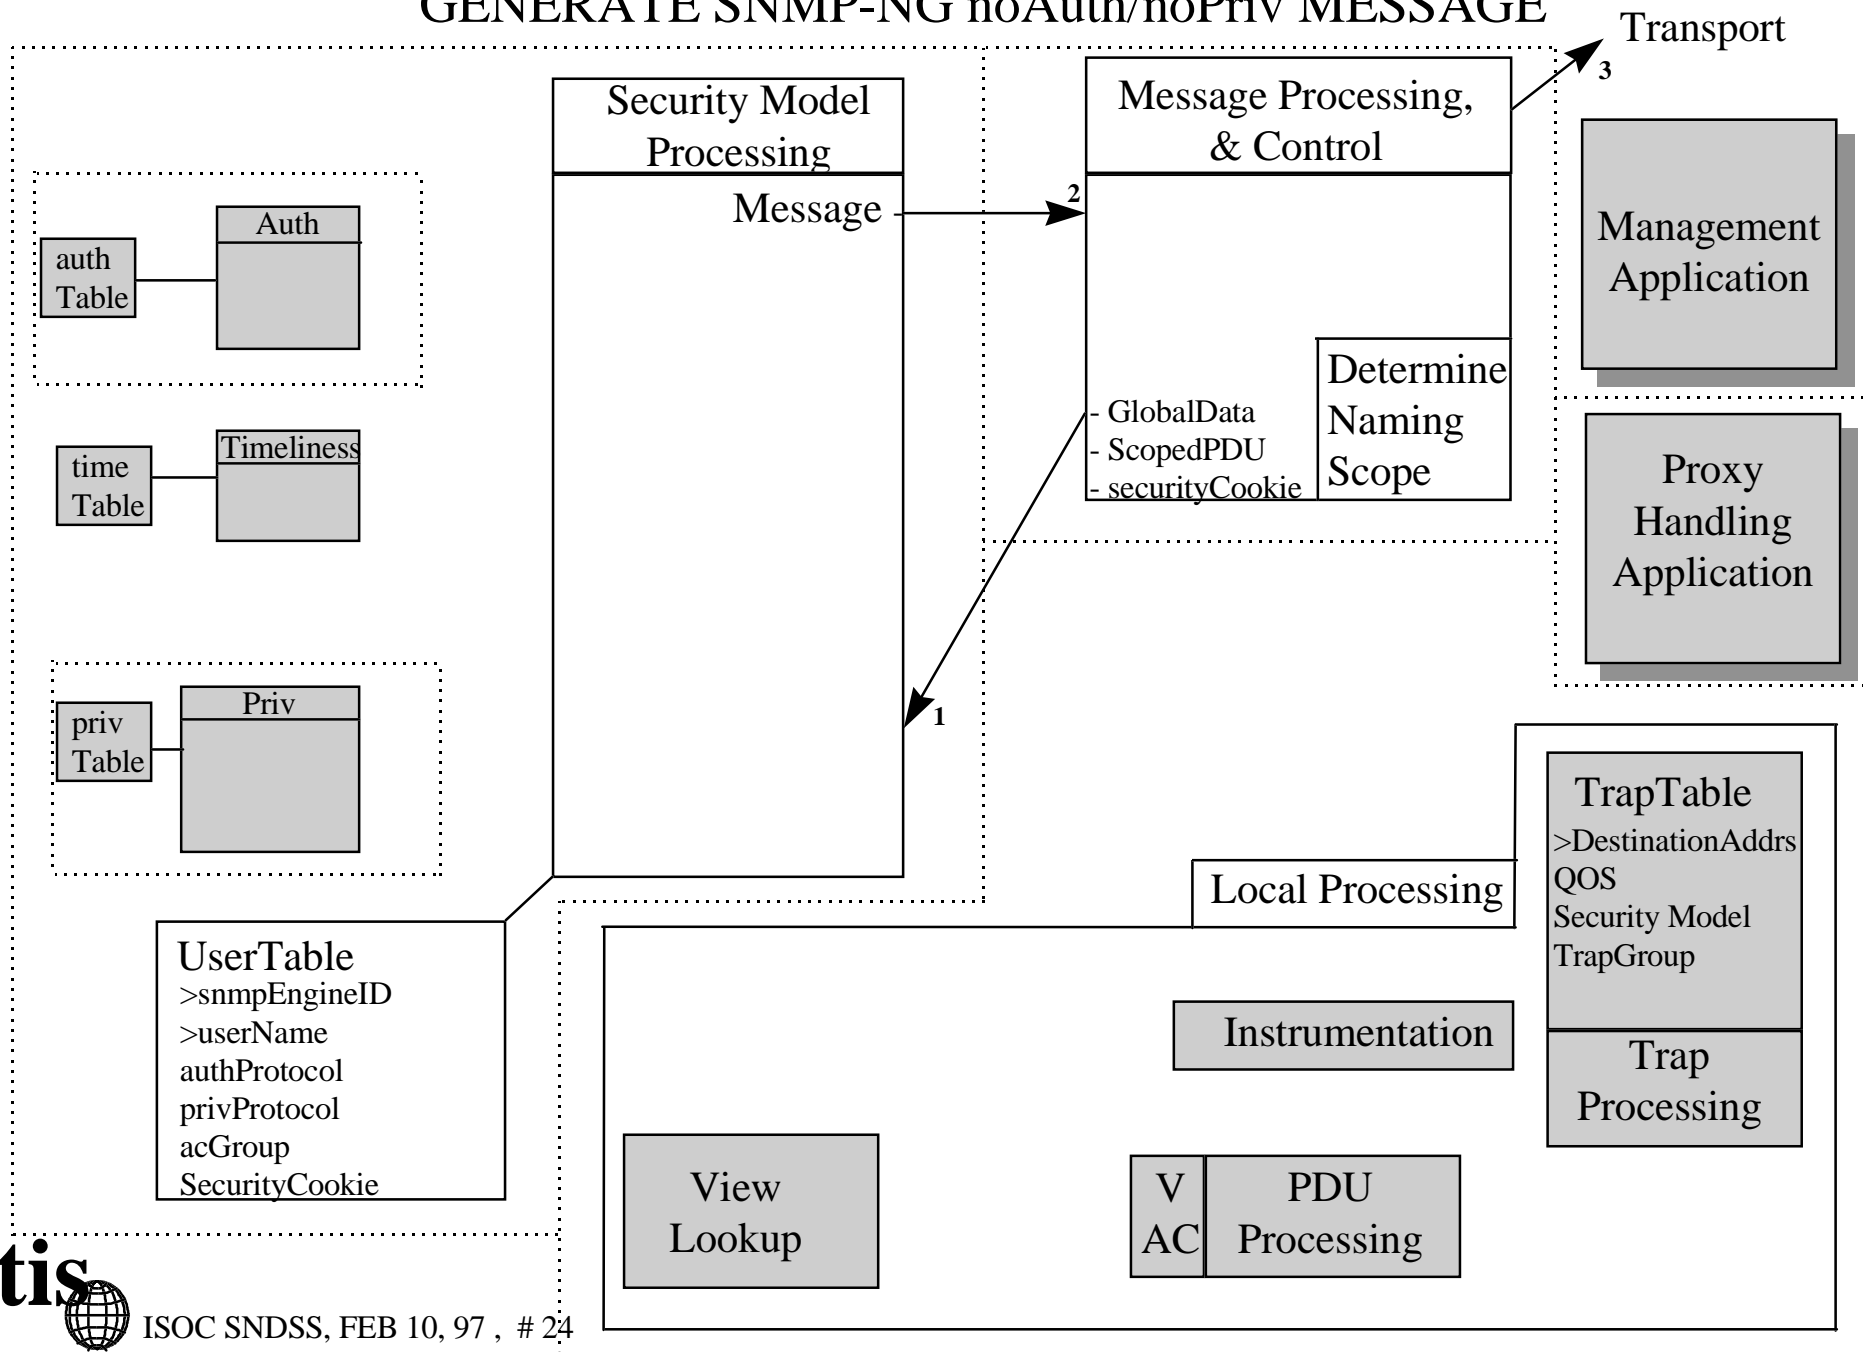 GENERATE SNMP-NG noAuth/noPriv MESSAGE
Transport
3
Security Model
Processing
Message -
Message Processing,
& Control
2
Management
Application
Auth
auth
Table
Determine
Naming
Scope
- GlobalData
- ScopedPDU
- securityCookie
Timeliness
time
Table
Proxy
Handling
Application
Priv
priv
Table
1
TrapTable
>DestinationAddrs
QOS
Security Model
TrapGroup
Trap
Processing
Local Processing
UserTable
>snmpEngineID
>userName
authProtocol
privProtocol
acGroup
SecurityCookie
Instrumentation
View
Lookup
V
AC
PDU
Processing
tis
ISOC SNDSS, FEB 10, 97 , # 24